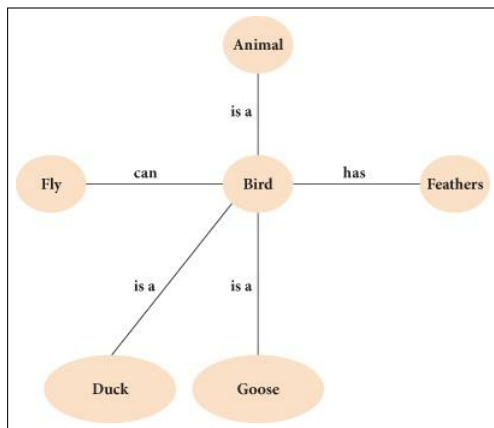 Animal
is a
Fly
can
Bird
has
Feathers
is a
is a
Duck
Goose